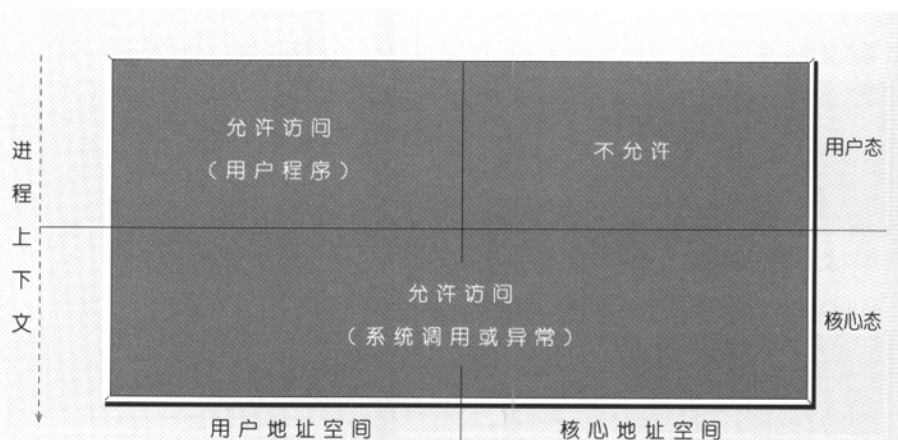 允许访问
（用户程序）
不允许
用户态
进程上下文
允许访问
（系统调用或异常）
核心态
用户地址空间
核心地址空间